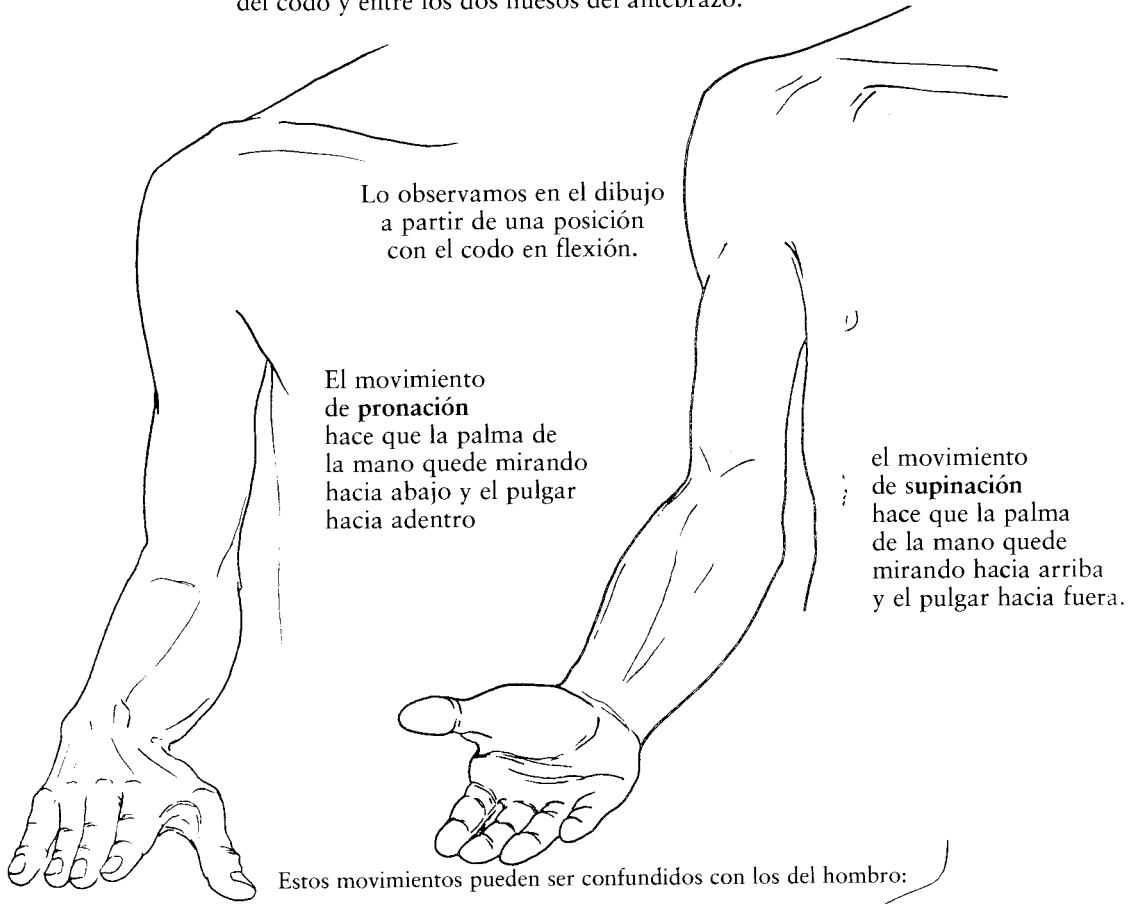 del codo y entre los dos huesos del antebrazo.
Lo observamos en el dibujo
a partir de una posición
con el codo en flexión.
El movimiento
de pronación
hace que la palma de
la mano quede mirando
hacia abajo y el pulgar
hacia adentro
el movimiento
de supinación
hace que la palma
de la mano quede
mirando hacia arriba
y el pulgar hacia fuera.
Estos movimientos pueden ser confundidos con los del hombro: